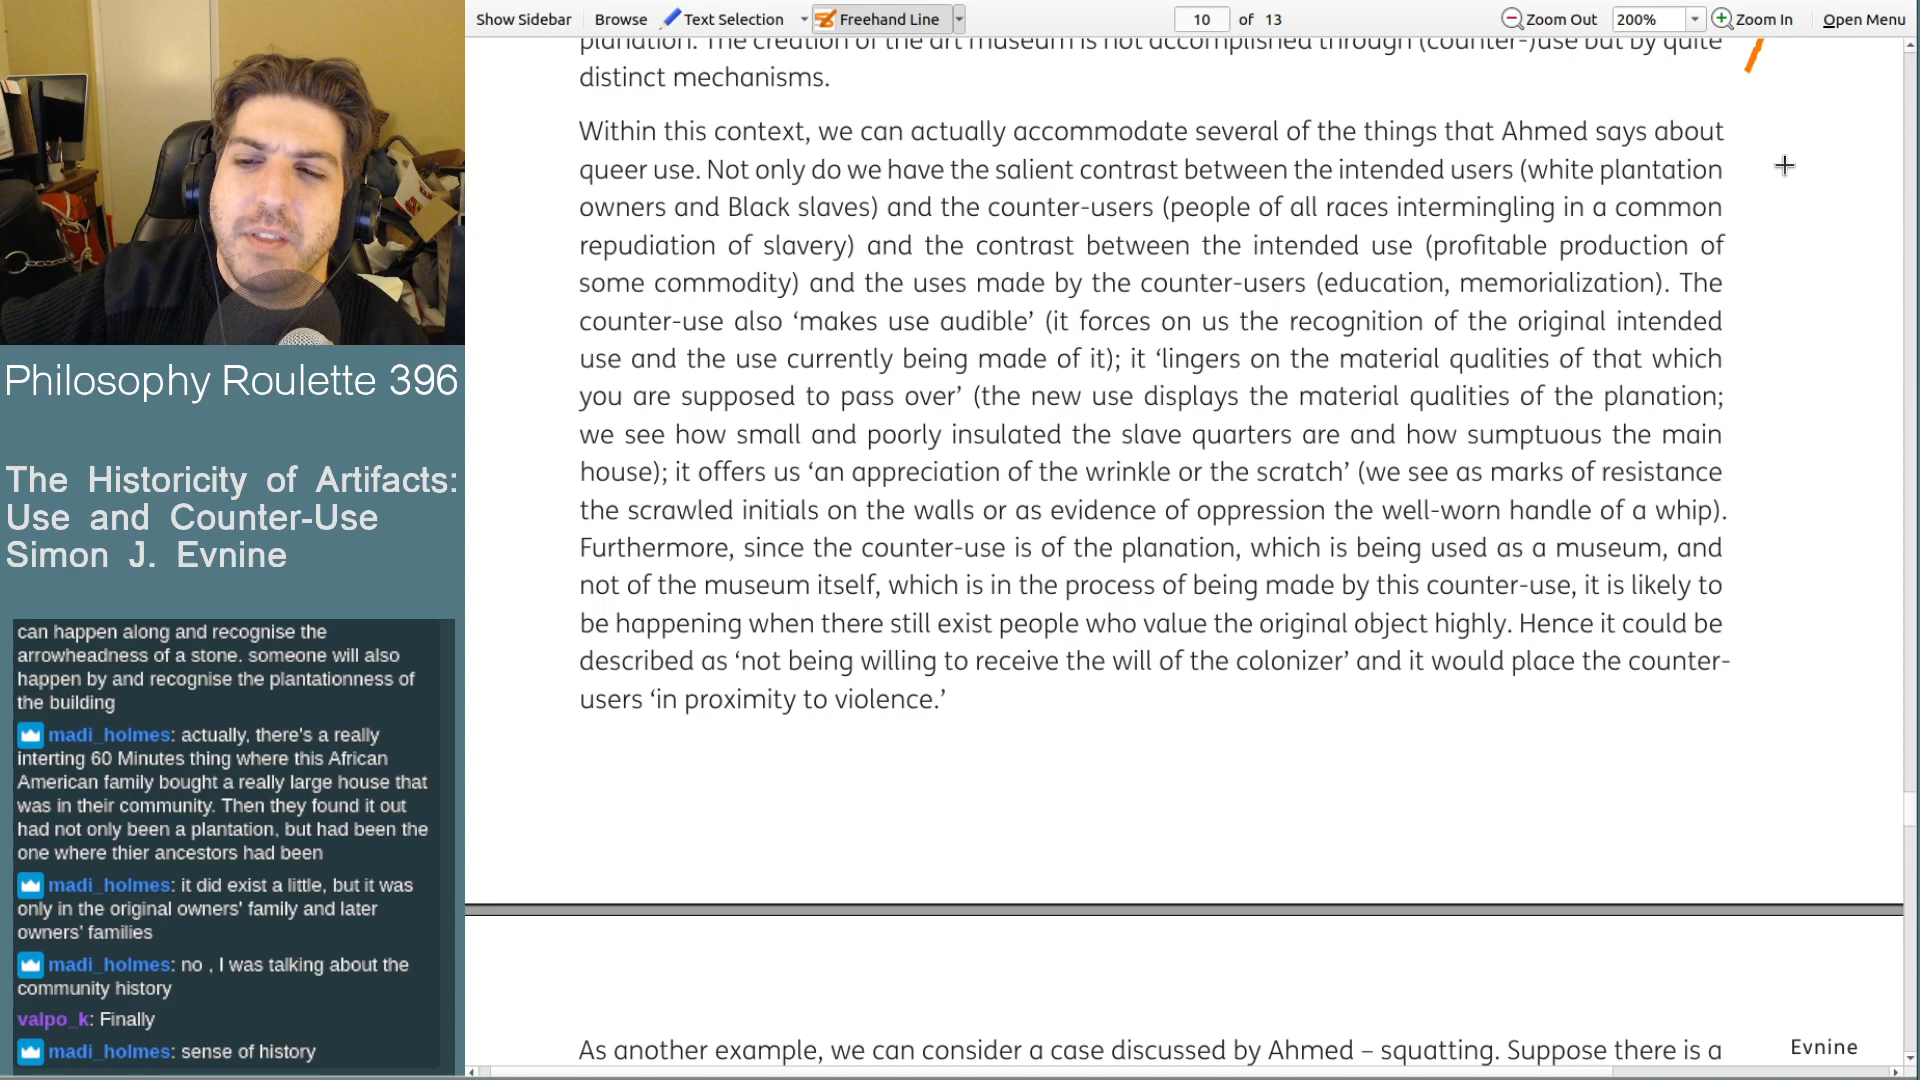 Show Sidebar Browse Text Selection Freehand Line 10 of 13 Zoom Out 200% Zoom In Open Menu
planation. The creation of the art museum is not accomplished through (counter-)use but by quite
distinct mechanisms.
Within this context, we can actually accommodate several of the things that Ahmed says about
queer use. Not only do we have the salient contrast between the intended users (white plantation
owners and Black slaves) and the counter-users (people of all races intermingling in a common
repudiation of slavery) and the contrast between the intended use (profitable production of
some commodity) and the uses made by the counter-users (education, memorialization). The
counter-use also ‘makes use audible’ (it forces on us the recognition of the original intended
use and the use currently being made of it); it ‘lingers on the material qualities of that which
you are supposed to pass over’ (the new use displays the material qualities of the planation;
we see how small and poorly insulated the slave quarters are and how sumptuous the main
house); it offers us ‘an appreciation of the wrinkle or the scratch’ (we see as marks of resistance
the scrawled initials on the walls or as evidence of oppression the well-worn handle of a whip).
Furthermore, since the counter-use is of the planation, which is being used as a museum, and
not of the museum itself, which is in the process of being made by this counter-use, it is likely to
be happening when there still exist people who value the original object highly. Hence it could be
described as ‘not being willing to receive the will of the colonizer’ and it would place the counter-
users ‘in proximity to violence.’
As another example, we can consider a case discussed by Ahmed – squatting. Suppose there is a
Evnine
Philosophy Roulette 396
The Historicity of Artifacts:
Use and Counter-Use
Simon J. Evnine
can happen along and recognise the
arrowheadness of a stone. someone will also
happen by and recognise the plantationness of
the building
madi_holmes: actually, there's a really
interting 60 Minutes thing where this African
American family bought a really large house that
was in their community. Then they found it out
had not only been a plantation, but had been the
one where thier ancestors had been
madi_holmes: it did exist a little, but it was
only in the original owners' family and later
owners' families
madi_holmes: no , I was talking about the
community history
valpo_k: Finally
madi_holmes: sense of history